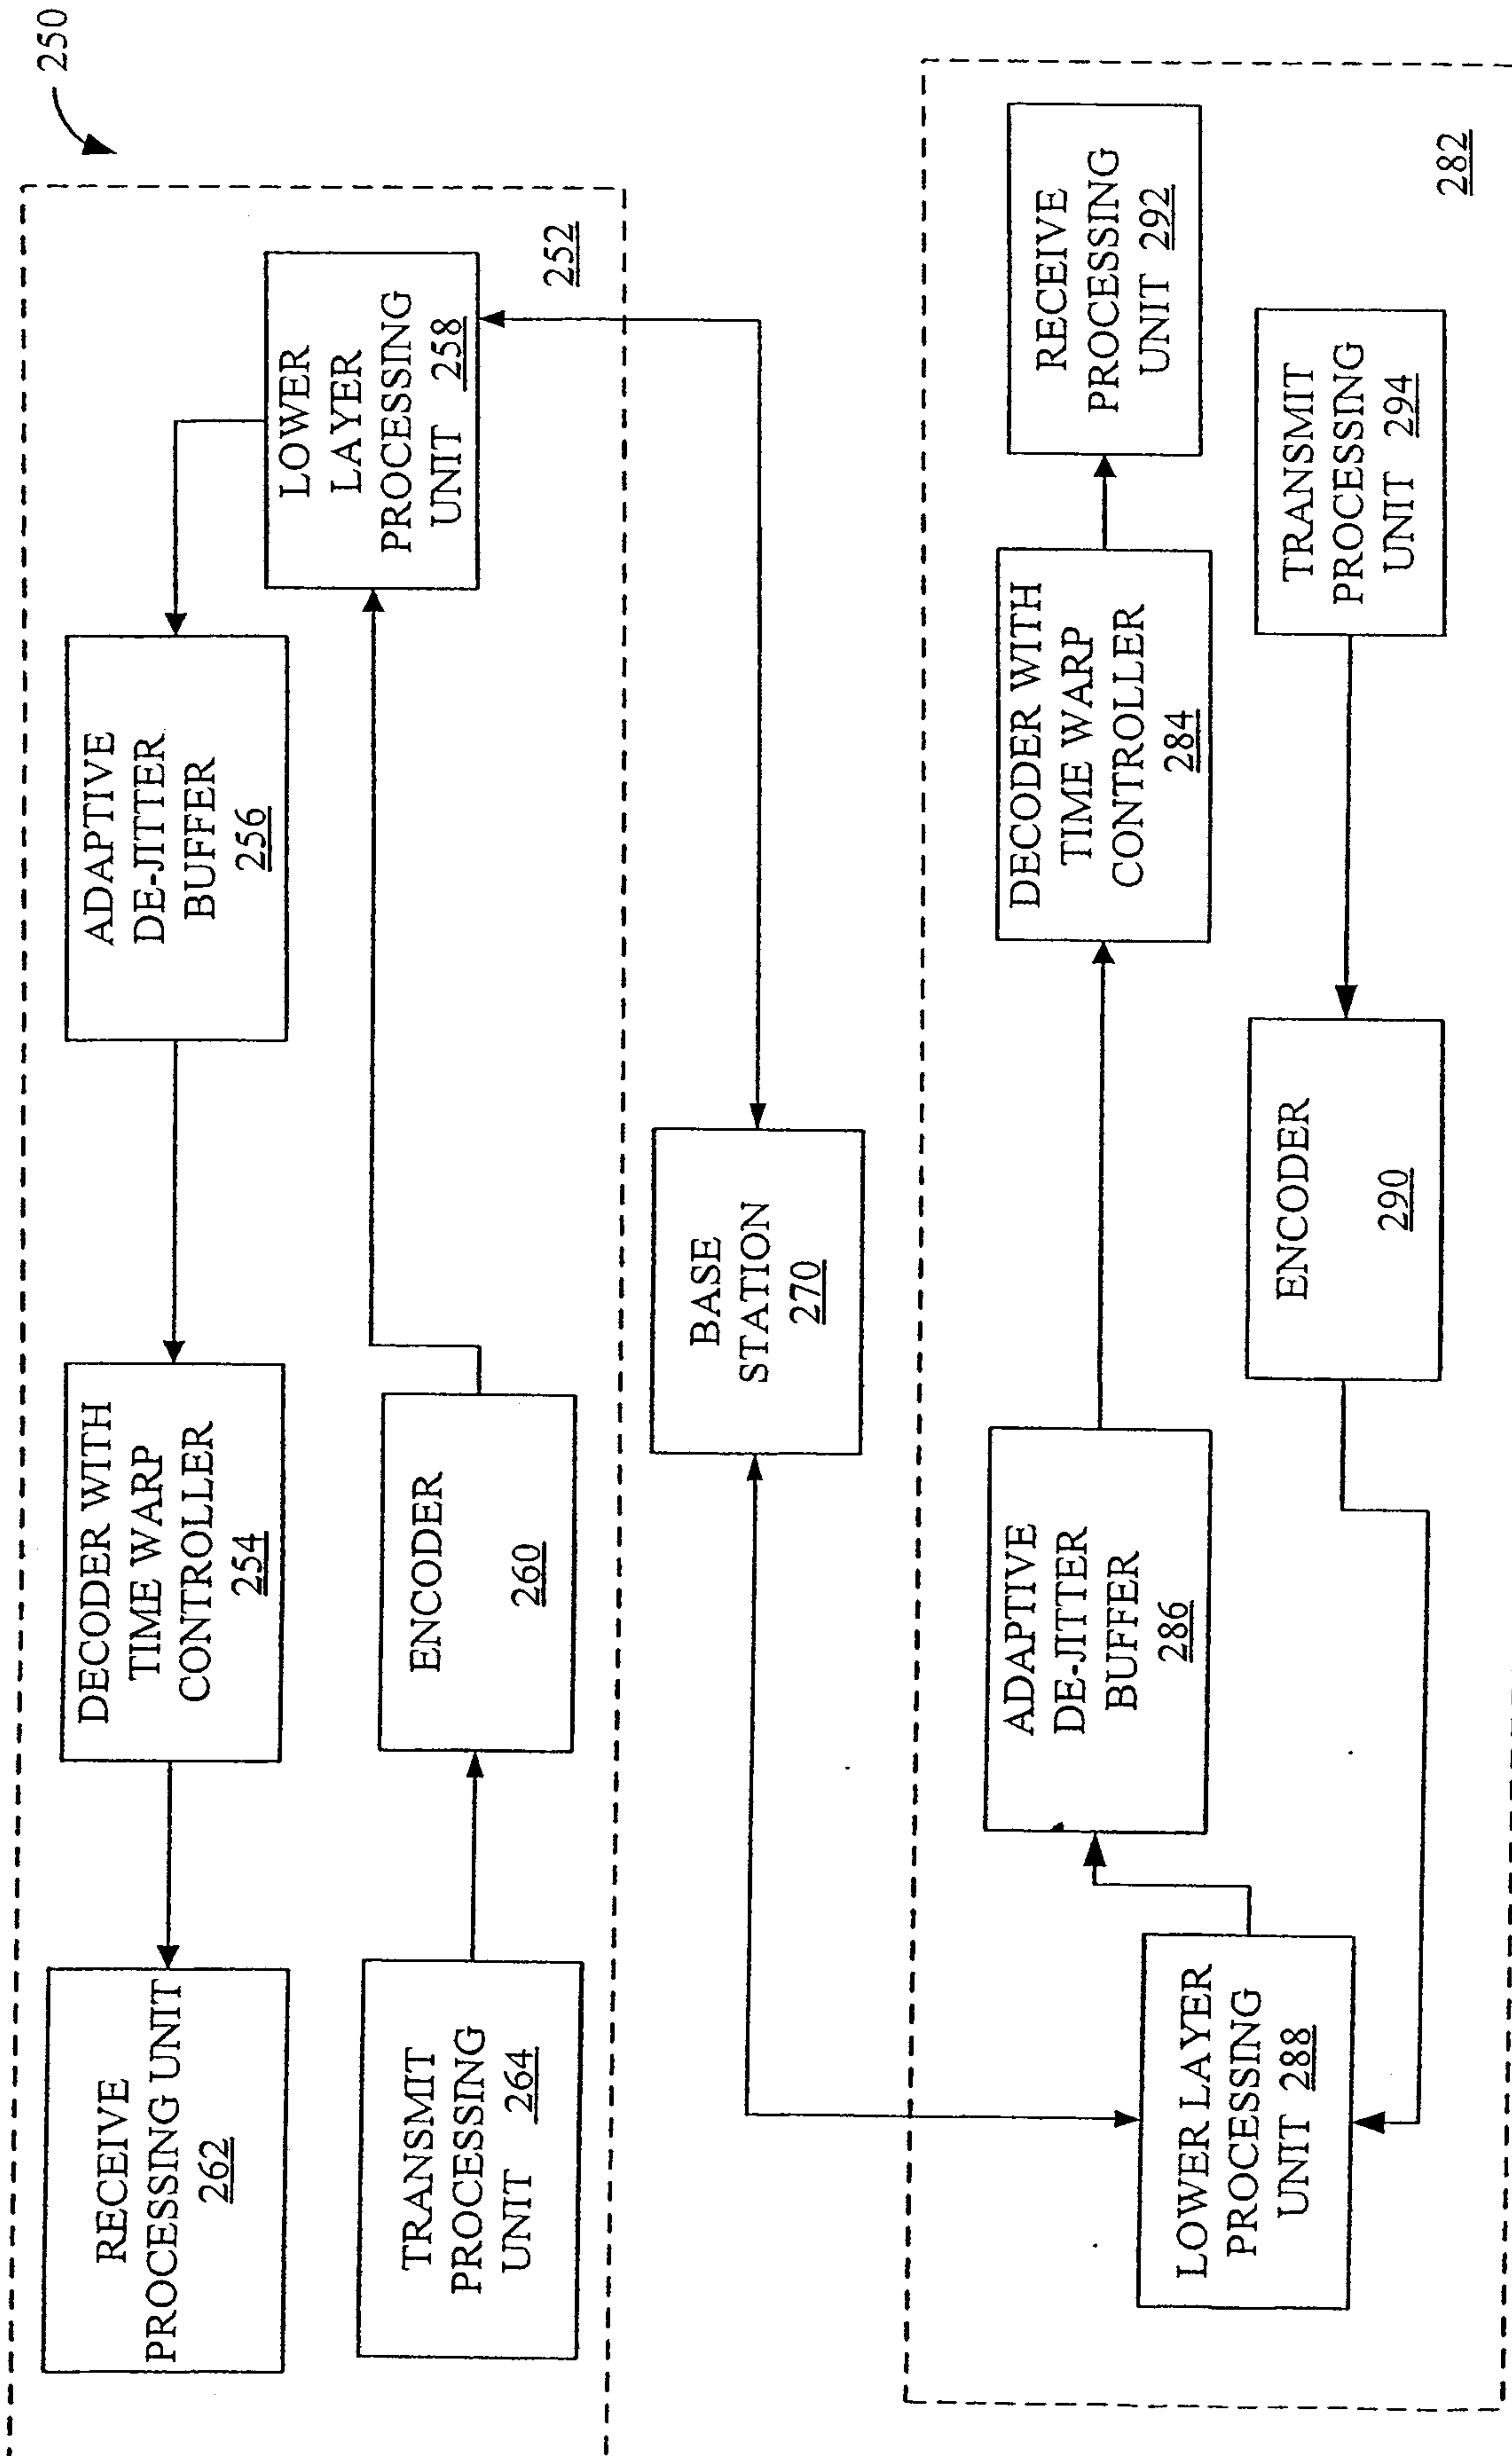 250
RECEIVE
PROCESSING UNIT
262
DECODER WITH
TIME WARP
CONTROLLER
254
ADAPTIVE
DE-JITTER
BUFFER
256
LOWER
LAYER
PROCESSING
UNIT 258
TRANSMIT
PROCESSING
UNIT 264
ENCODER
260
252
BASE
STATION
270
LOWER LAYER
PROCESSING
UNIT 288
ADAPTIVE
DE-JITTER
BUFFER
286
DECODER WITH
TIME WARP
CONTROLLER
284
RECEIVE
PROCESSING
UNIT 292
ENCODER
290
TRANSMIT
PROCESSING
UNIT 294
282